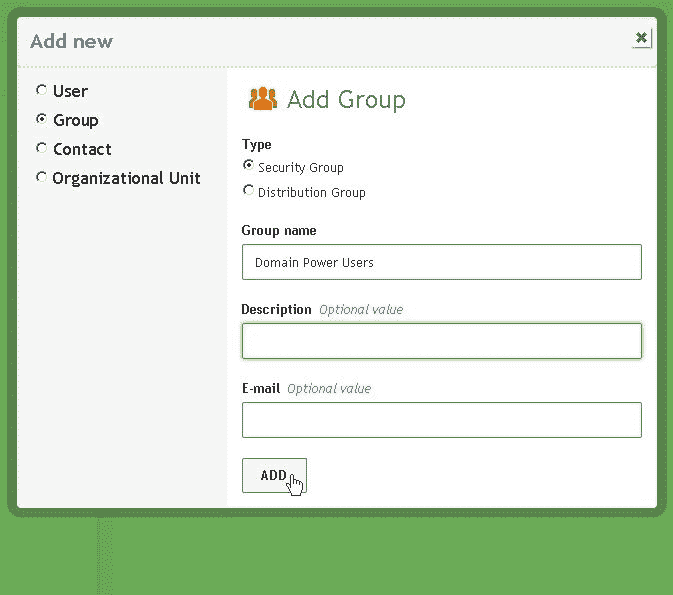 Add new
User
Group
Contact
Organizational Unit
Add Group
Type
Security Group
Distribution Group
Group name
Domain Power Users
Description Optional value
E-mail Optional value
ADD